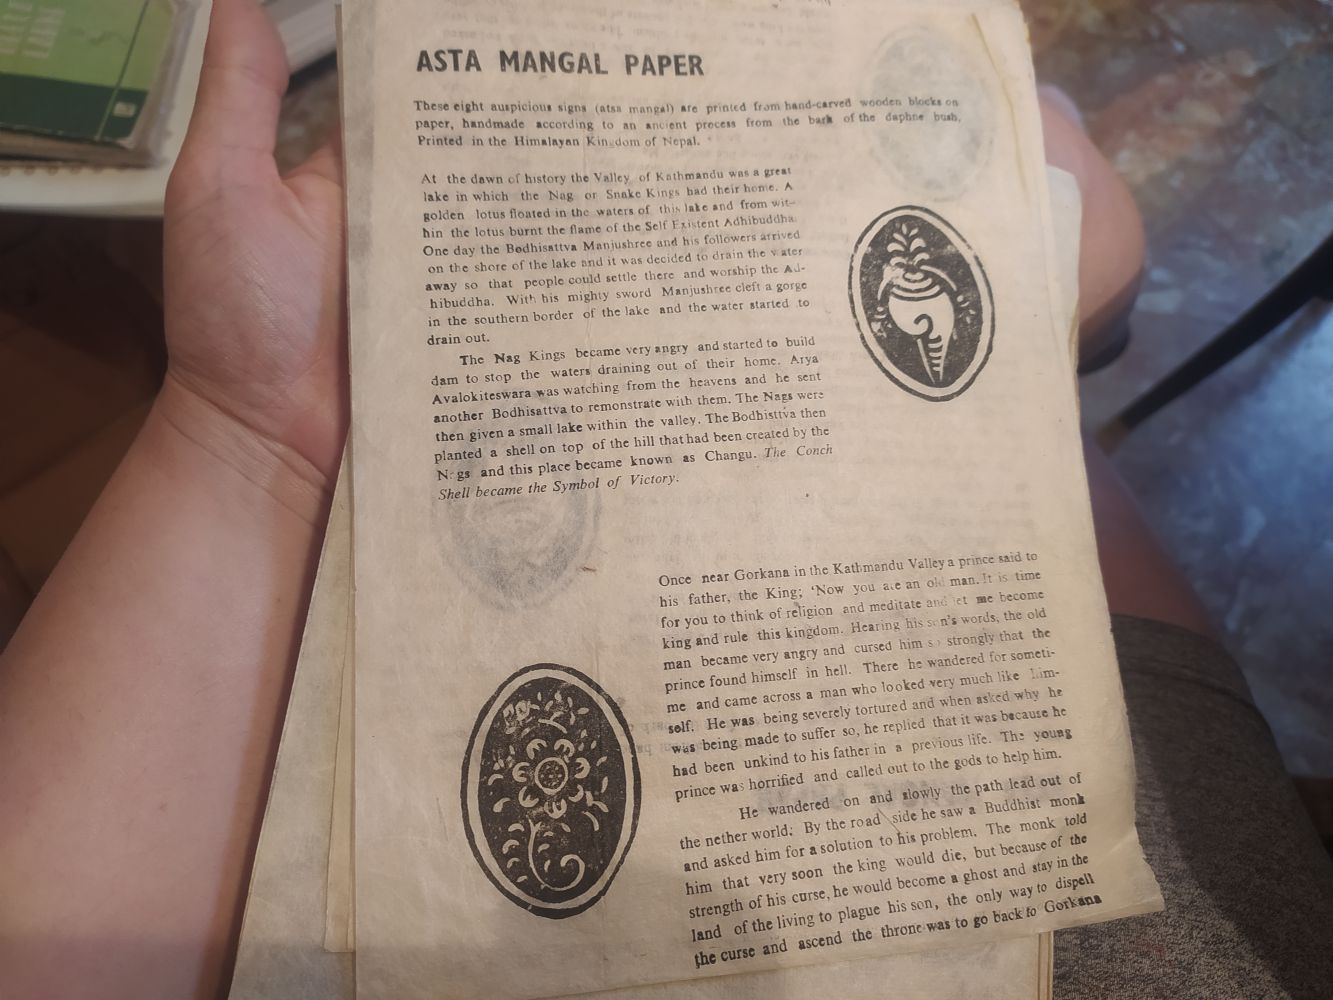 ASTA MANGAL PAPER
These eight auspicious signs (atsa mangal) are printed from hand-carved wooden blocks on
paper, handmade according to an ancient process from the bark of the daphne bush.
Printed in the Himalayan Kingdom of Nepal.
At the dawn of history the Valley of Kathmandu was a great
lake in which the Nag or Snake Kings had their home. A
golden lotus floated in the waters of this lake and from wit-
hin the lotus burnt the flame of the Self Existent Adhibuddha.
One day the Bodhisattva Manjushree and his followers arrived
on the shore of the lake and it was decided to drain the water
away so that people could settle there and worship the Ad-
hibuddha. With his mighty sword Manjushree cleft a gorge
in the southern border of the lake and the water started to
drain out.
The Nag Kings became very angry and started to build
dam to stop the waters draining out of their home. Arya
Avalokiteswara was watching from the heavens and he sent
another Bodhisattva to remonstrate with them. The Nags were
then given a small lake within the valley. The Bodhisttva then
planted a shell on top of the hill that had been created by the
Nags and this place became known as Changu. The Conch
Shell became the Symbol of Victory.
Once near Gorkana in the Kathmandu Valley a prince said to
his father, the King; 'Now you are an old man. It is time
for you to think of religion and meditate and let me become
king and rule this kingdom. Hearing his son's words, the old
man became very angry and cursed him so strongly that the
prince found himself in hell. There he wandered for someti-
me and came across a man who looked very much like him-
self. He was being severely tortured and when asked why he
was being made to suffer so, he replied that it was because he
had been unkind to his father in a previous life. The young
prince was horrified and called out to the gods to help him.
He wandered on and slowly the path lead out of
the nether world. By the road side he saw a Buddhist monk
and asked him for a solution to his problem. The monk told
him that very soon the king would die, but because of the
strength of his curse, he would become a ghost and stay in the
land of the living to plague his son, the only way to dispell
the curse and ascend the throne was to go back to Gorkana